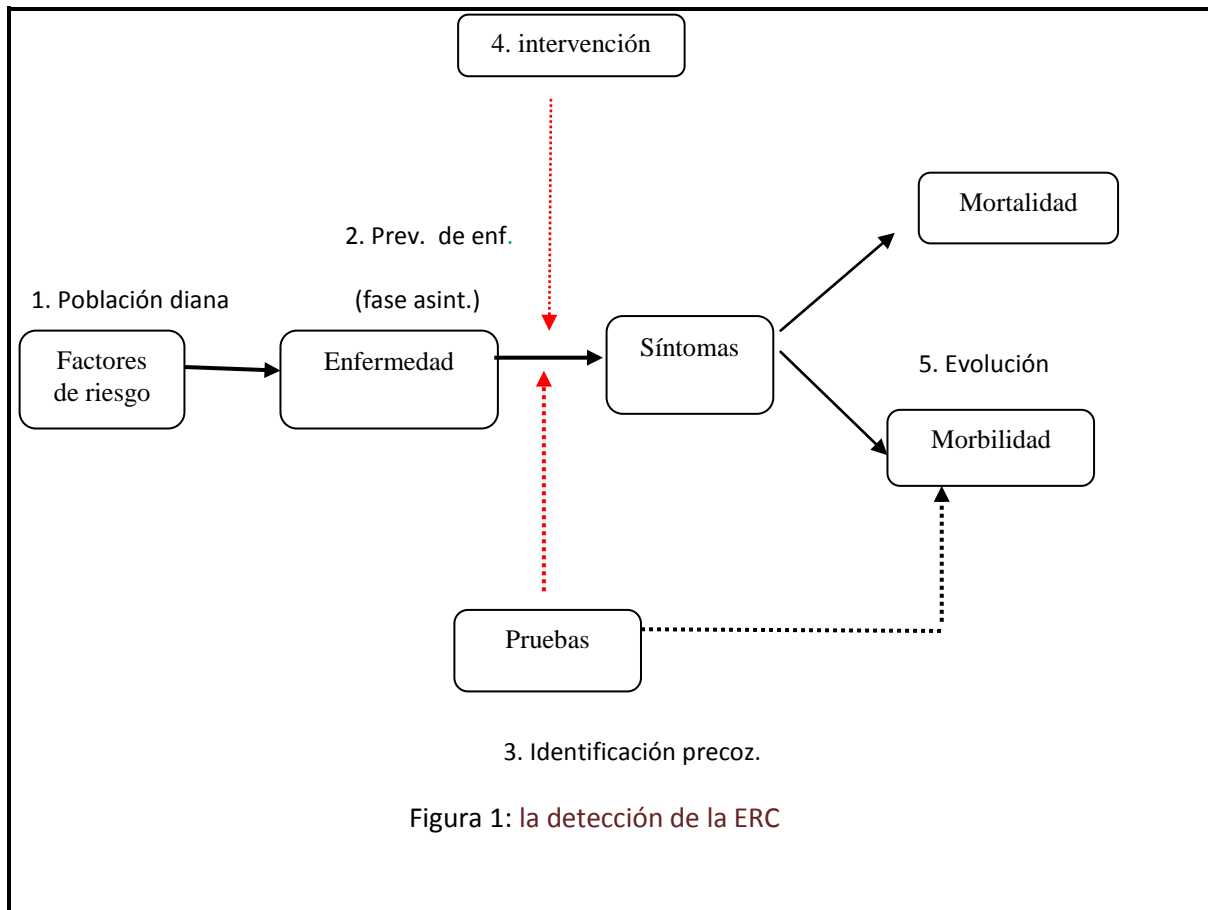 4. intervención
Mortalidad
2. Prev. de enf.
1. Población diana
(fase asint.)
Factores
de riesgo
Enfermedad
Síntomas
5. Evolución
Morbilidad
Pruebas
3. Identificación precoz.
Figura 1: la detección de la ERC